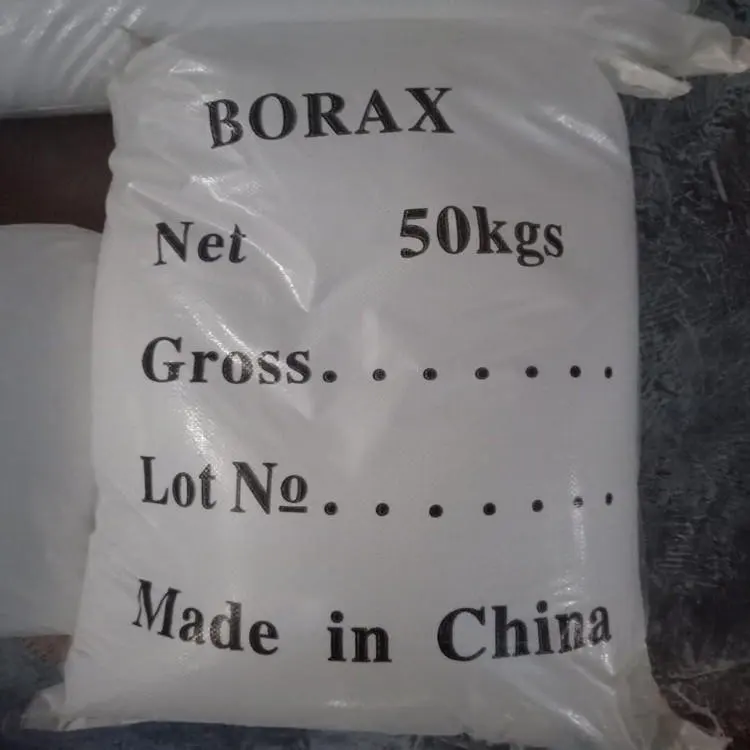 BORAX
Net 50kgs
Gross.......
Lot No.......
Made in China